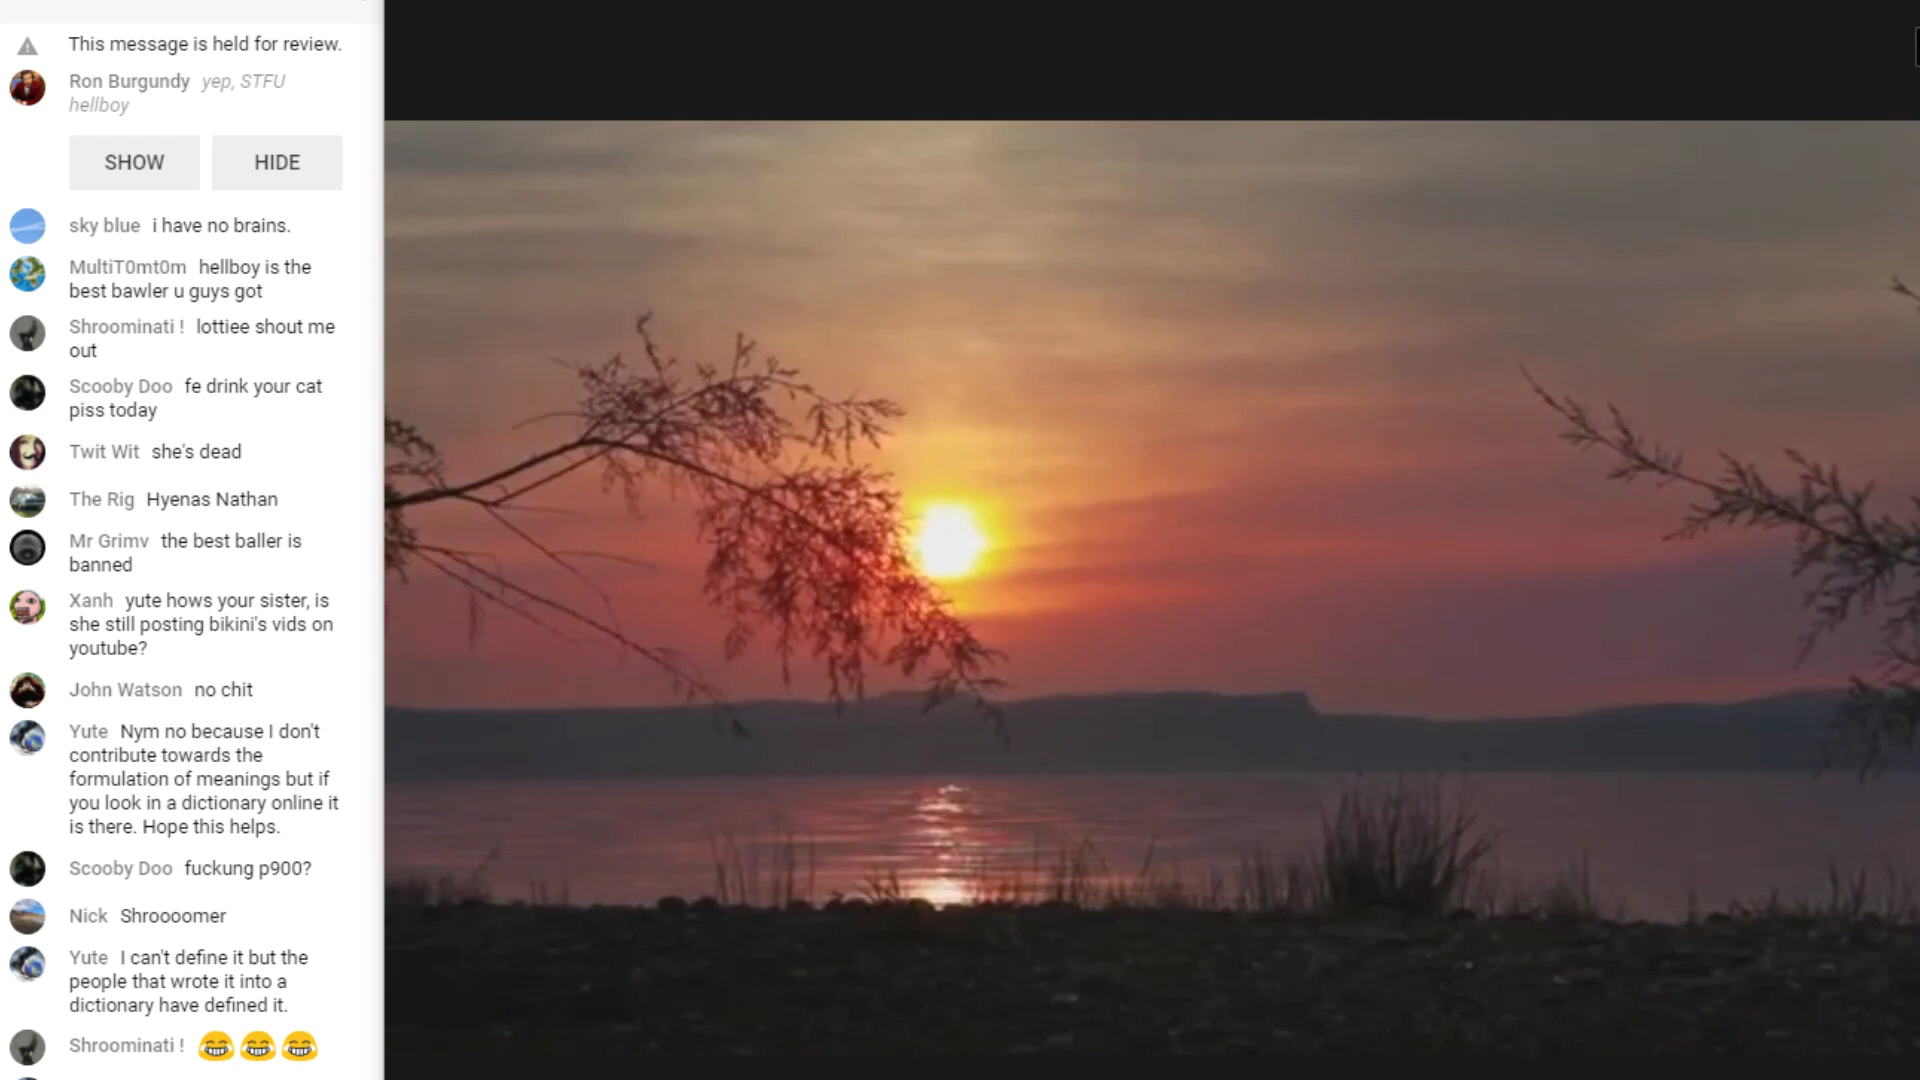 This message is held for review.
Ron Burgundy yep, STFU
hellboy
SHOW HIDE
sky blue i have no brains.
MultiT0mt0m hellboy is the
best bawler u guys got
Shroominati ! lottiee shout me
out
Scooby Doo fe drink your cat
piss today
Twit Wit she's dead
The Rig Hyenas Nathan
Mr Grimv the best baller is
banned
Xanh yute hows your sister, is
she still posting bikini's vids on
youtube?
John Watson no chit
Yute Nym no because I don't
contribute towards the
formulation of meanings but if
you look in a dictionary online it
is there. Hope this helps.
Scooby Doo fuckung p900?
Nick Shroooomer
Yute I can't define it but the
people that wrote it into a
dictionary have defined it.
Shroominati ! 😂😂😂